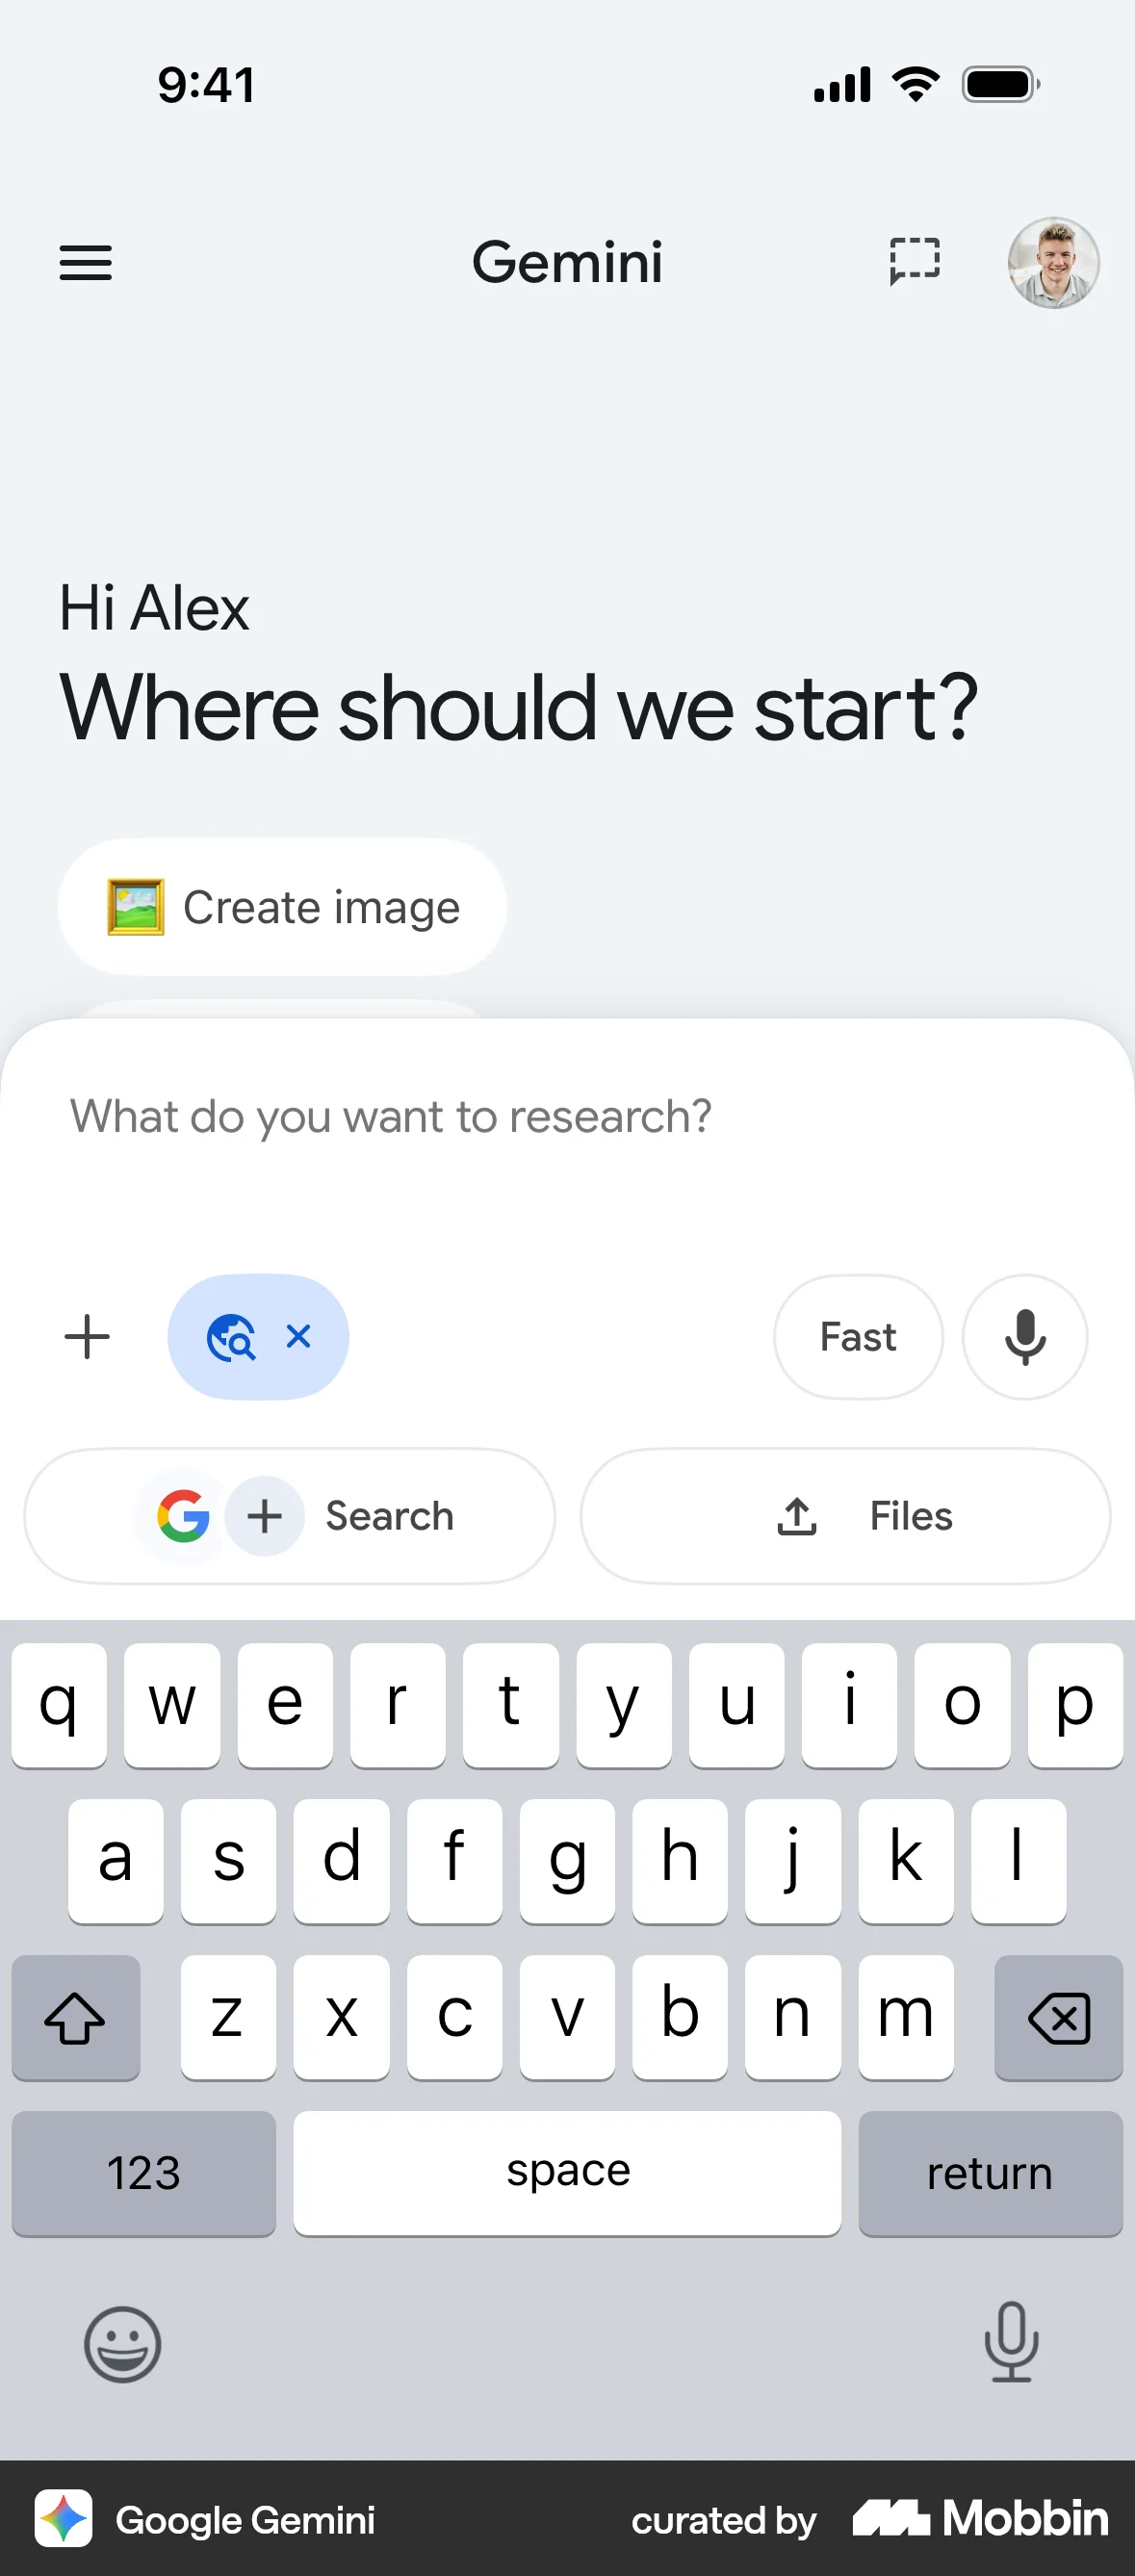 9:41
Gemini
Hi Alex
Where should we start?
Create image
What do you want to research?
Fast
Search
Files
q w e r t y u i o p
a s d f g h j k l
z x c v b n m
123 space return
Google Gemini curated by Mobbin